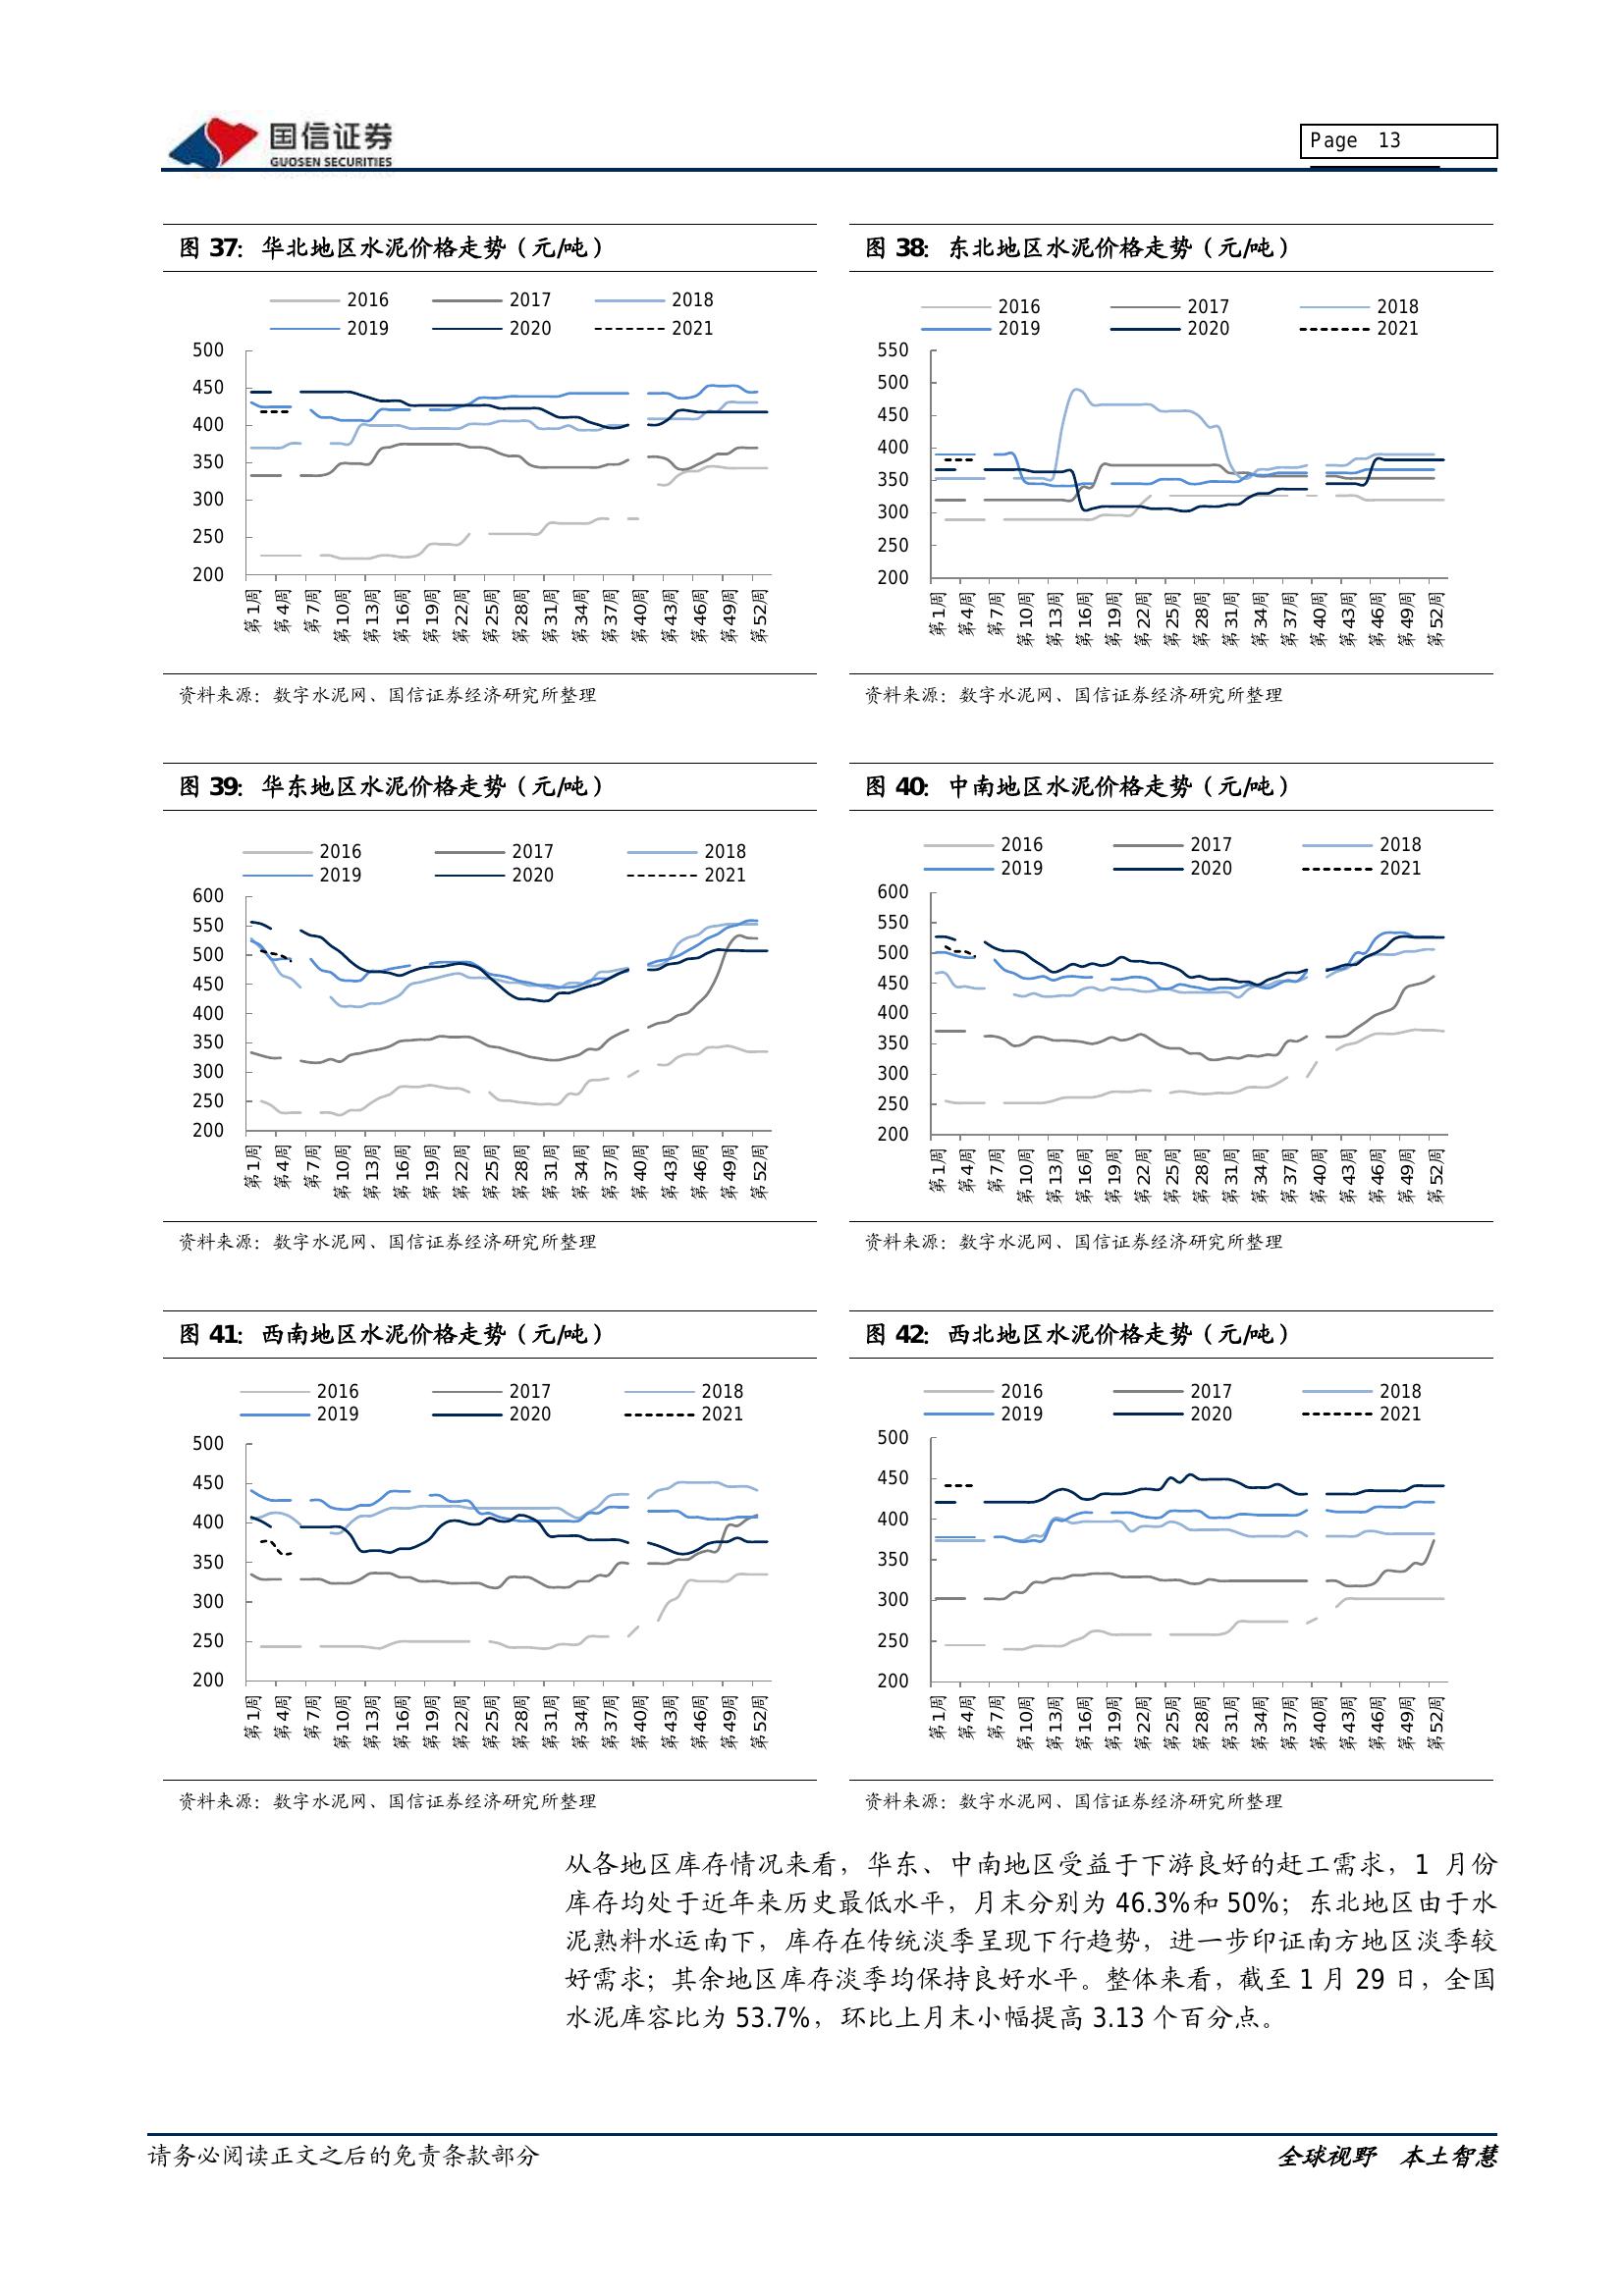 国信证券
GUOSEN SECURITIES
Page 13
图 37：华北地区水泥价格走势（元/吨）
2016 2017 2018
2019 2020 2021
500
450
400
350
300
250
200
第1周 第4周 第7周 第10周 第13周 第16周 第19周 第22周 第25周 第28周 第31周 第34周 第37周 第40周 第43周 第46周 第49周 第52周
资料来源：数字水泥网、国信证券经济研究所整理
图 38：东北地区水泥价格走势（元/吨）
2016 2017 2018
2019 2020 2021
550
500
450
400
350
300
250
200
第1周 第4周 第7周 第10周 第13周 第16周 第19周 第22周 第25周 第28周 第31周 第34周 第37周 第40周 第43周 第46周 第49周 第52周
资料来源：数字水泥网、国信证券经济研究所整理
图 39：华东地区水泥价格走势（元/吨）
2016 2017 2018
2019 2020 2021
600
550
500
450
400
350
300
250
200
第1周 第4周 第7周 第10周 第13周 第16周 第19周 第22周 第25周 第28周 第31周 第34周 第37周 第40周 第43周 第46周 第49周 第52周
资料来源：数字水泥网、国信证券经济研究所整理
图 40：中南地区水泥价格走势（元/吨）
2016 2017 2018
2019 2020 2021
600
550
500
450
400
350
300
250
200
第1周 第4周 第7周 第10周 第13周 第16周 第19周 第22周 第25周 第28周 第31周 第34周 第37周 第40周 第43周 第46周 第49周 第52周
资料来源：数字水泥网、国信证券经济研究所整理
图 41：西南地区水泥价格走势（元/吨）
2016 2017 2018
2019 2020 2021
500
450
400
350
300
250
200
第1周 第4周 第7周 第10周 第13周 第16周 第19周 第22周 第25周 第28周 第31周 第34周 第37周 第40周 第43周 第46周 第49周 第52周
资料来源：数字水泥网、国信证券经济研究所整理
图 42：西北地区水泥价格走势（元/吨）
2016 2017 2018
2019 2020 2021
500
450
400
350
300
250
200
第1周 第4周 第7周 第10周 第13周 第16周 第19周 第22周 第25周 第28周 第31周 第34周 第37周 第40周 第43周 第46周 第49周 第52周
资料来源：数字水泥网、国信证券经济研究所整理
从各地区库存情况来看，华东、中南地区受益于下游良好的赶工需求，1 月份
库存均处于近年来历史最低水平，月末分别为 46.3%和 50%；东北地区由于水
泥熟料水运南下，库存在传统淡季呈现下行趋势，进一步印证南方地区淡季较
好需求；其余地区库存淡季均保持良好水平。整体来看，截至 1 月 29 日，全国
水泥库容比为 53.7%，环比上月末小幅提高 3.13 个百分点。
请务必阅读正文之后的免责条款部分
全球视野 本土智慧